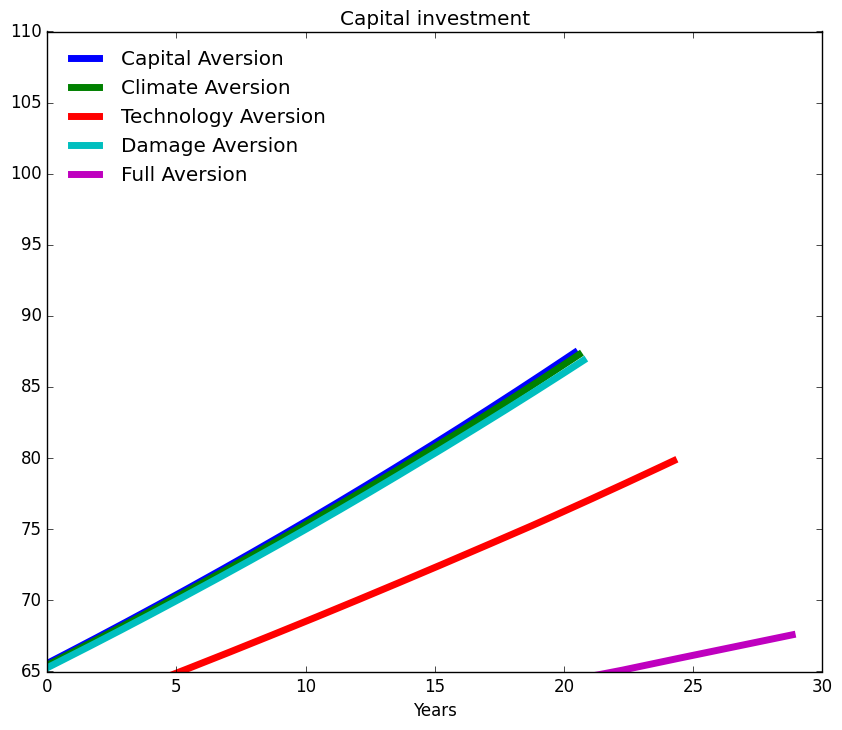 Capital investment
110
105
100
95
90
85
80
75
70
65
Capital Aversion
Climate Aversion
Technology Aversion
Damage Aversion
Full Aversion
0 5 10 15 20 25 30
Years